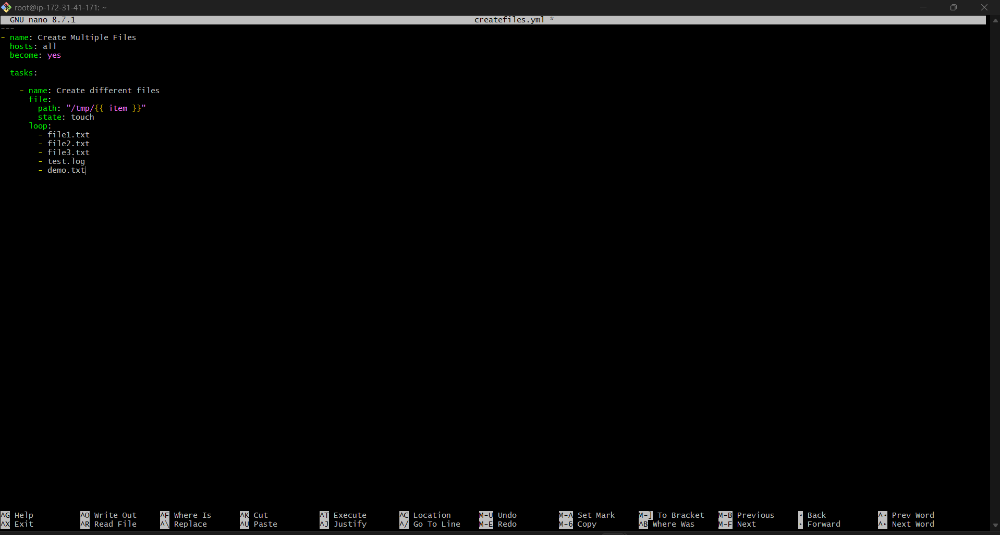 root@ip-172-31-41-171: ~
GNU nano 8.7.1 createfiles.yml *
---
- name: Create Multiple Files
  hosts: all
  become: yes

  tasks:

    - name: Create different files
      file:
        path: "/tmp/{{ item }}"
        state: touch
      loop:
        - file1.txt
        - file2.txt
        - file3.txt
        - test.log
        - demo.txt
^G Help ^O Write Out ^F Where Is ^K Cut ^T Execute ^C Location M-U Undo M-A Set Mark M-] To Bracket M-B Previous ◂ Back ^◂ Prev Word
^X Exit ^R Read File ^\ Replace ^U Paste ^J Justify ^/ Go To Line M-E Redo M-6 Copy ^B Where Was M-F Next ▸ Forward ^▸ Next Word